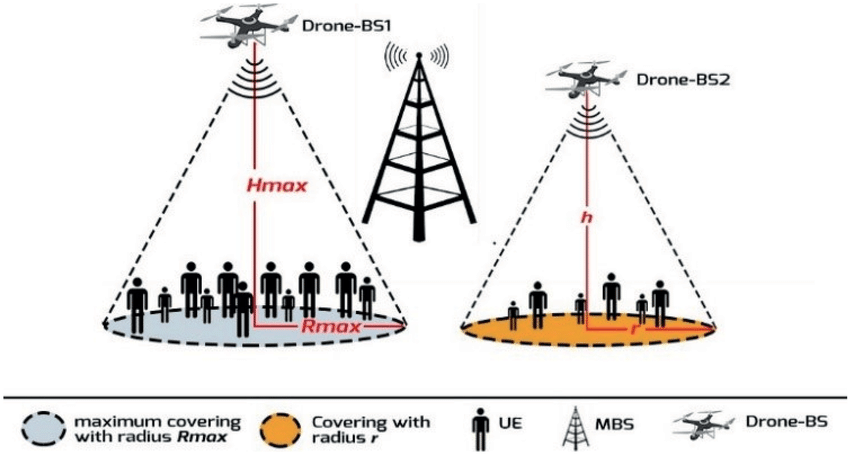 Drone-BS1
Drone-BS2
Hmax
h
Rmax
r
maximum covering
with radius Rmax
Covering with
radius r
UE
MBS
Drone-BS